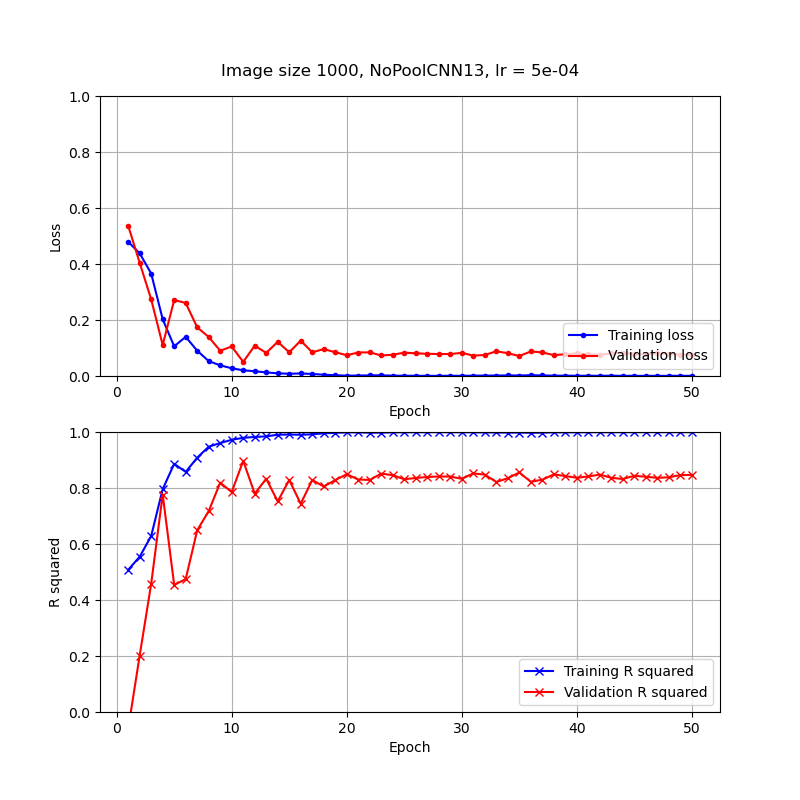 Image size 1000, NoPoolCNN13, lr = 5e-04
1.0
0.8
0.6
0.4
0.2
0.0
Loss
Training loss
Validation loss
0 10 20 30 40 50
Epoch
1.0
0.8
0.6
0.4
0.2
0.0
R squared
Training R squared
Validation R squared
0 10 20 30 40 50
Epoch